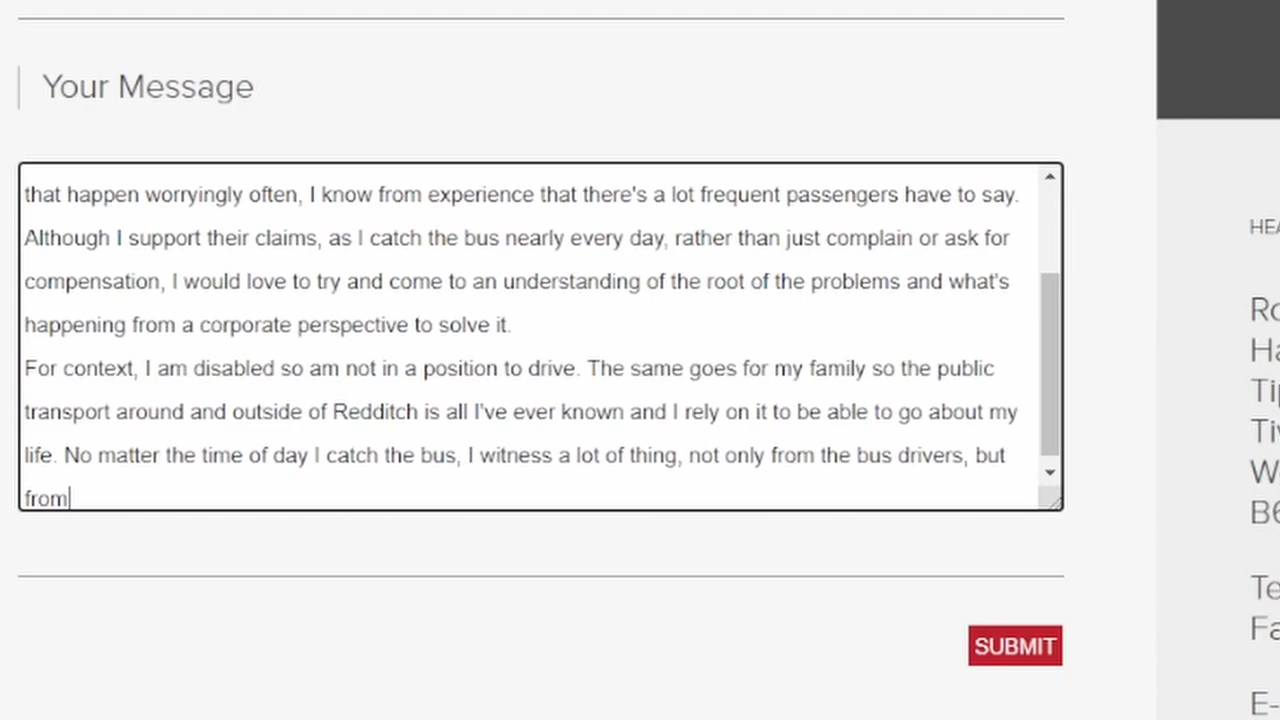 Your Message
that happen worryingly often, I know from experience that there's a lot frequent passengers have to say.
Although I support their claims, as I catch the bus nearly every day, rather than just complain or ask for
compensation, I would love to try and come to an understanding of the root of the problems and what's
happening from a corporate perspective to solve it.
For context, I am disabled so am not in a position to drive. The same goes for my family so the public
transport around and outside of Redditch is all I've ever known and I rely on it to be able to go about my
life. No matter the time of day I catch the bus, I witness a lot of thing, not only from the bus drivers, but
from
SUBMIT